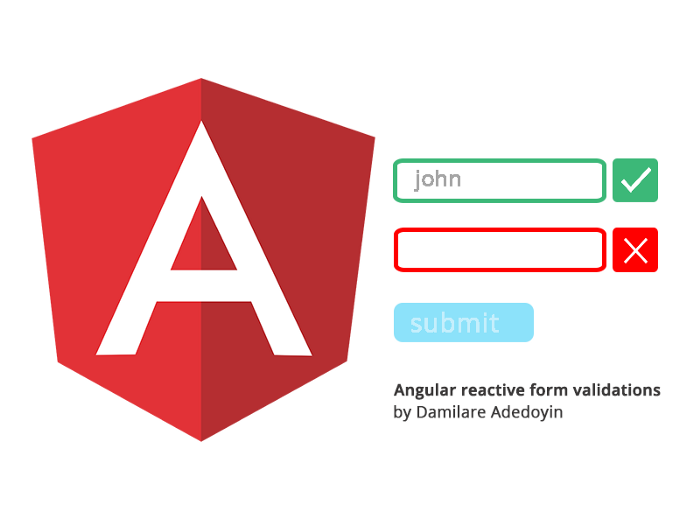 A
john
submit
Angular reactive form validations
by Damilare Adedoyin